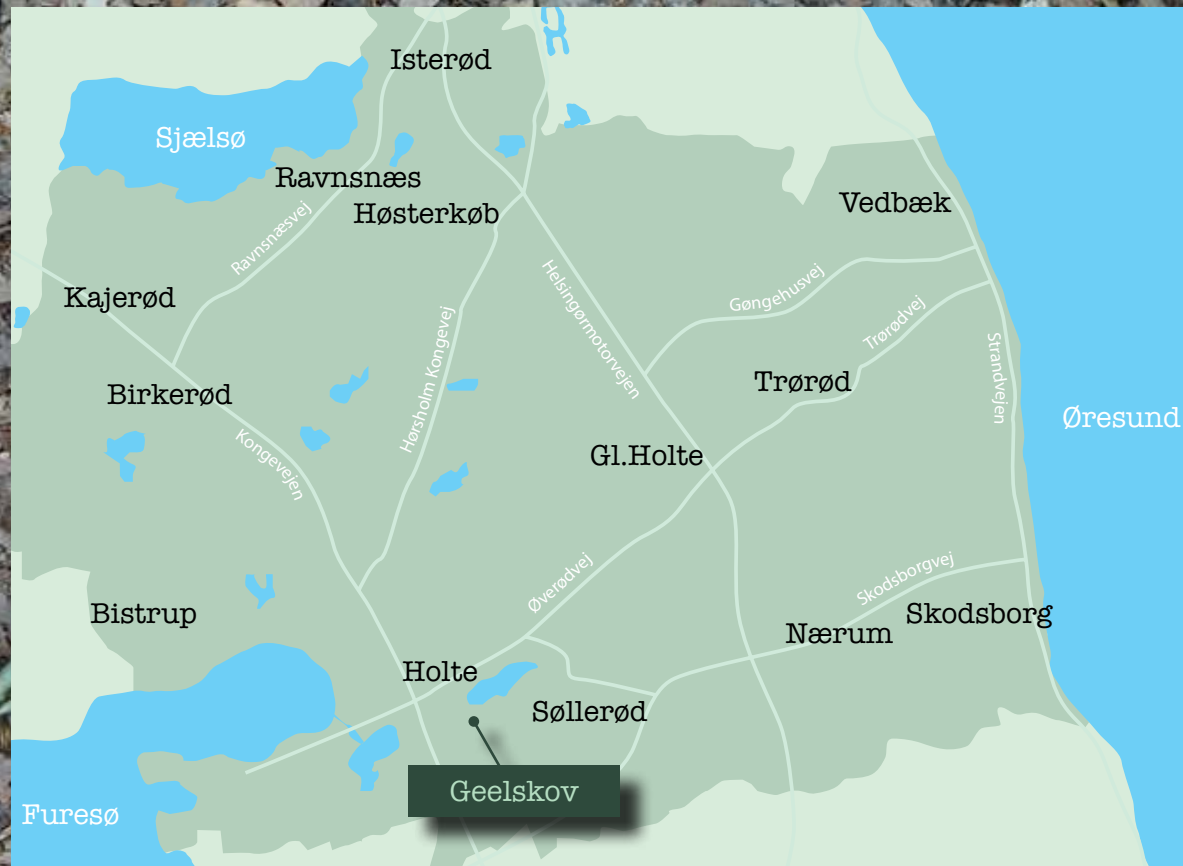 Isterød
Sjælsø
Ravnsnæs
Høsterkøb
Vedbæk
Ravnsnæsvej
Kajerød
Helsingørmotorvejen
Gøngehusvej
Trørødvej
Hørsholm Kongevej
Strandvejen
Birkerød
Trørød
Øresund
Kongevejen
Gl.Holte
Øverødvej
Skodsborgvej
Bistrup
Skodsborg
Nærum
Holte
Søllerød
Geelskov
Furesø